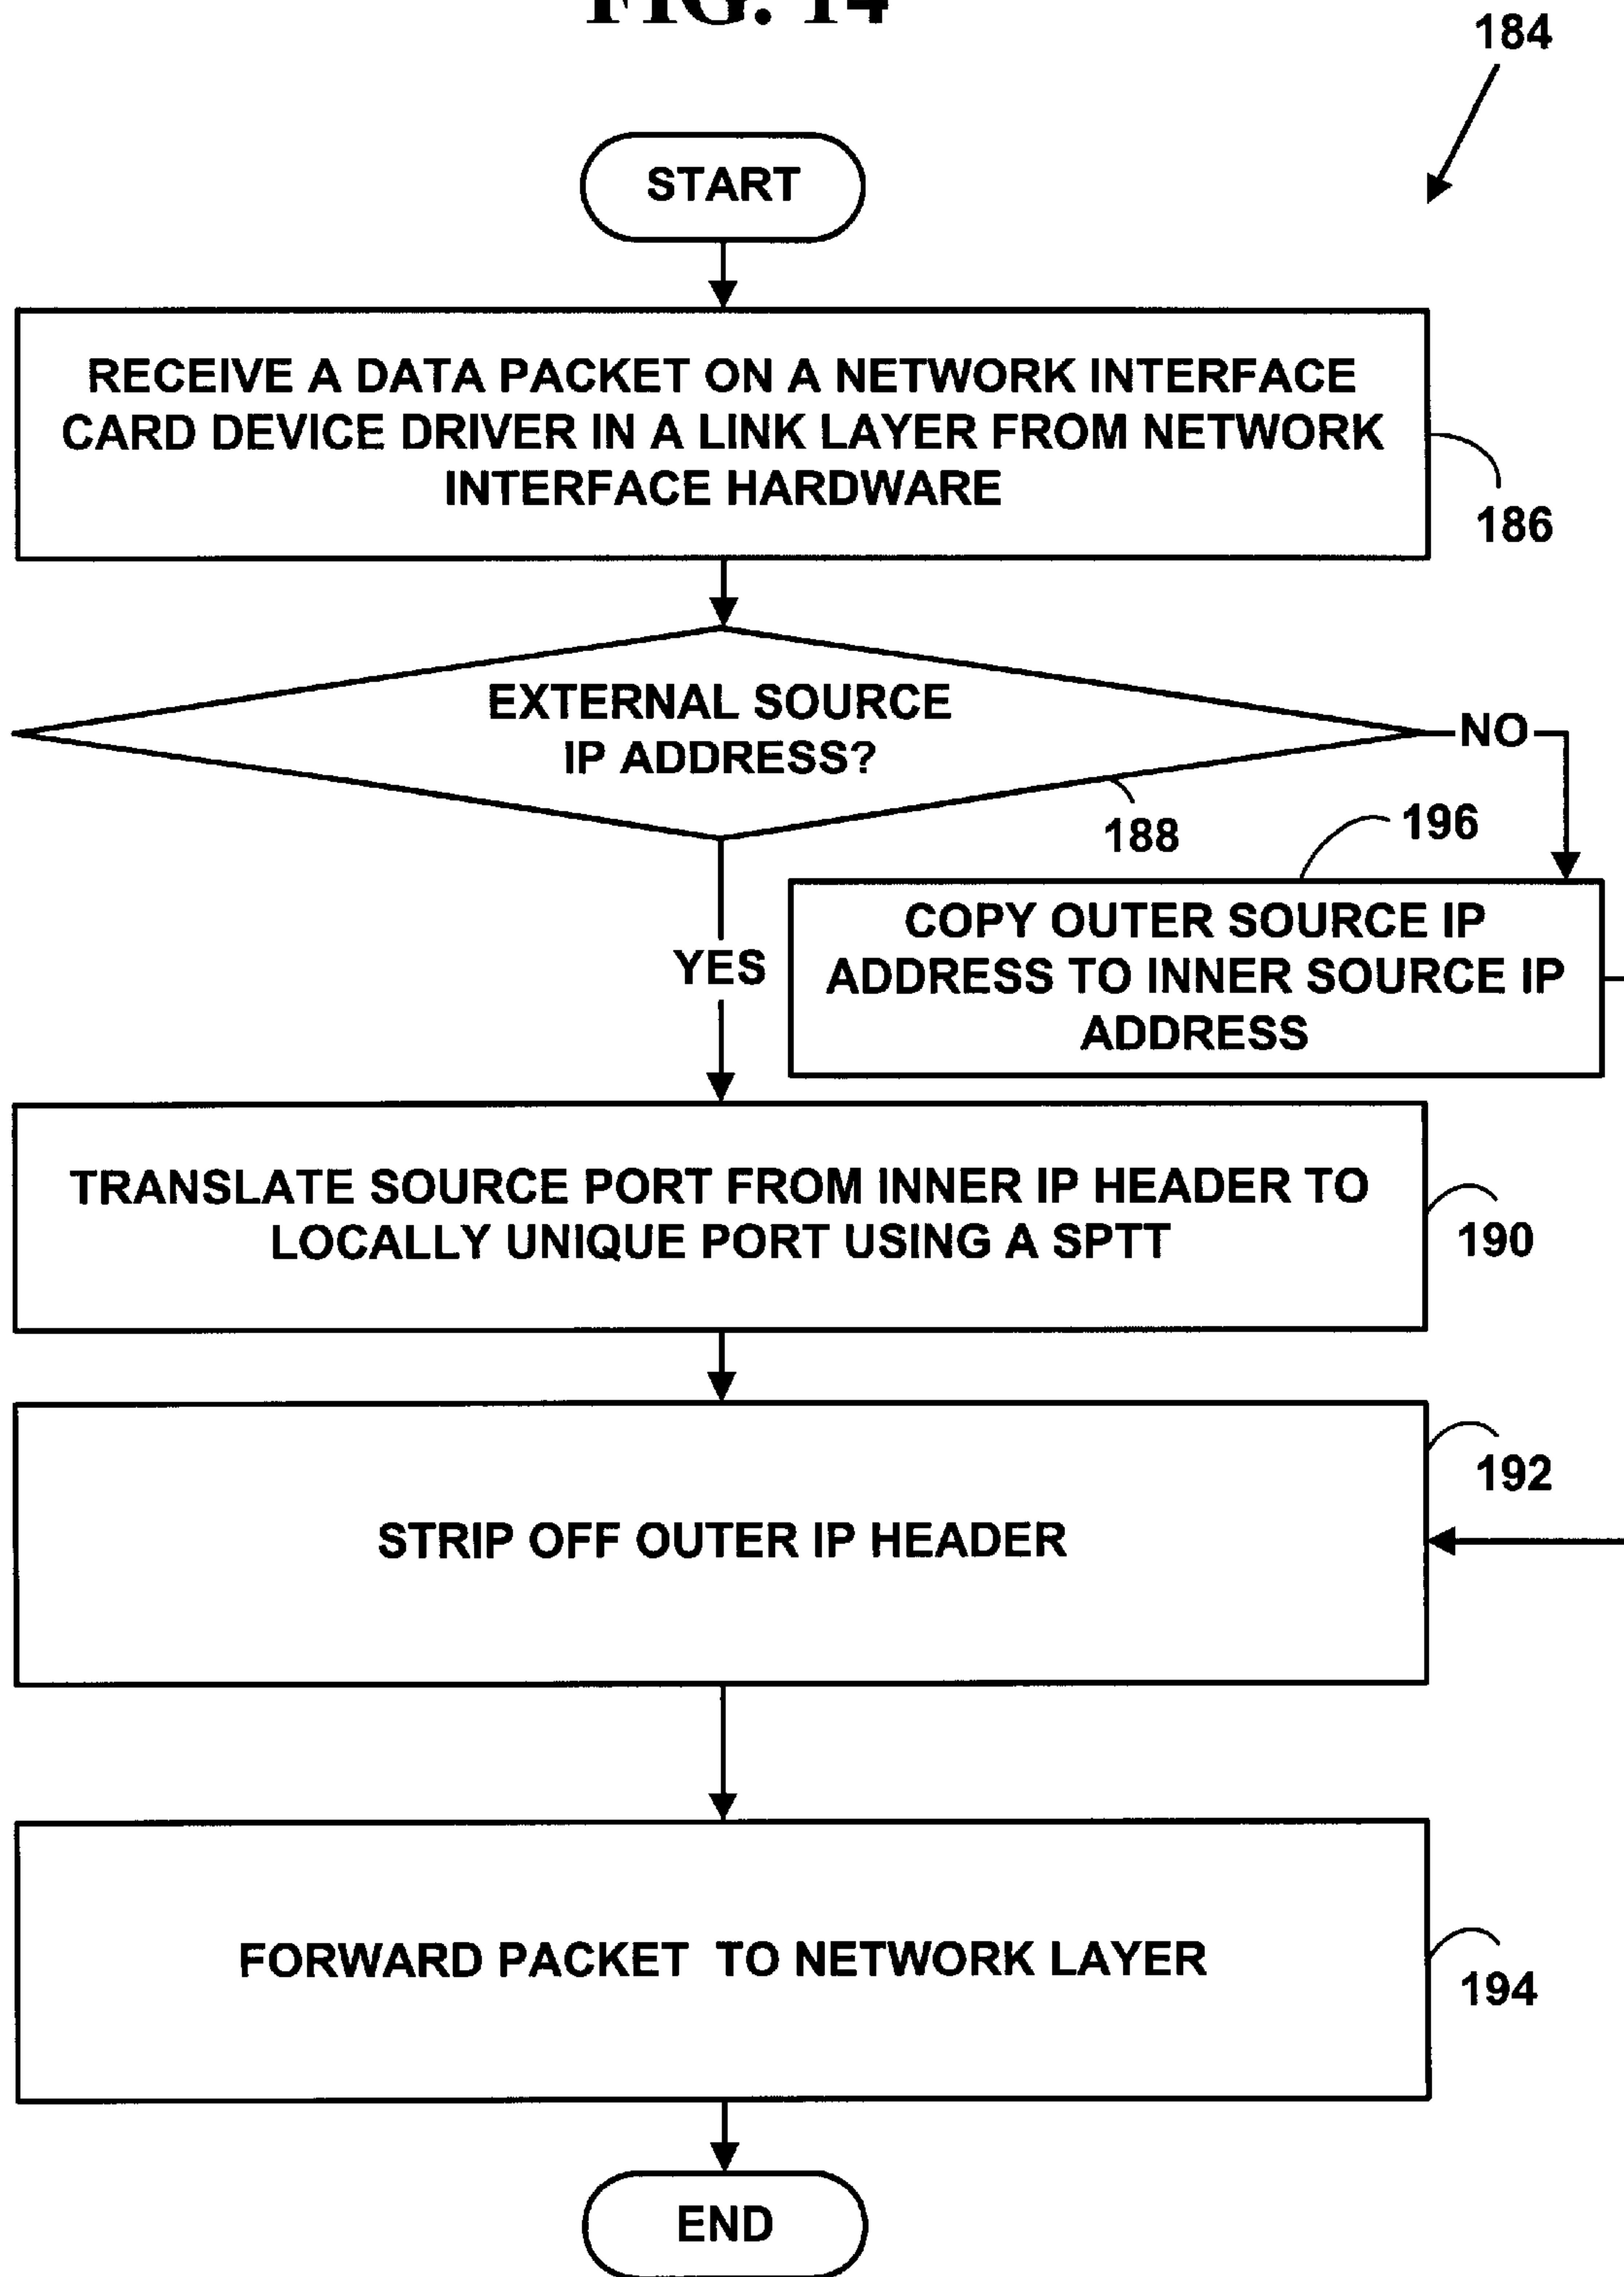 FIG. 14
184
START
RECEIVE A DATA PACKET ON A NETWORK INTERFACE
CARD DEVICE DRIVER IN A LINK LAYER FROM NETWORK
INTERFACE HARDWARE
186
EXTERNAL SOURCE
IP ADDRESS?
NO
188
196
COPY OUTER SOURCE IP
ADDRESS TO INNER SOURCE IP
ADDRESS
YES
TRANSLATE SOURCE PORT FROM INNER IP HEADER TO
LOCALLY UNIQUE PORT USING A SPTT
190
192
STRIP OFF OUTER IP HEADER
FORWARD PACKET TO NETWORK LAYER
194
END